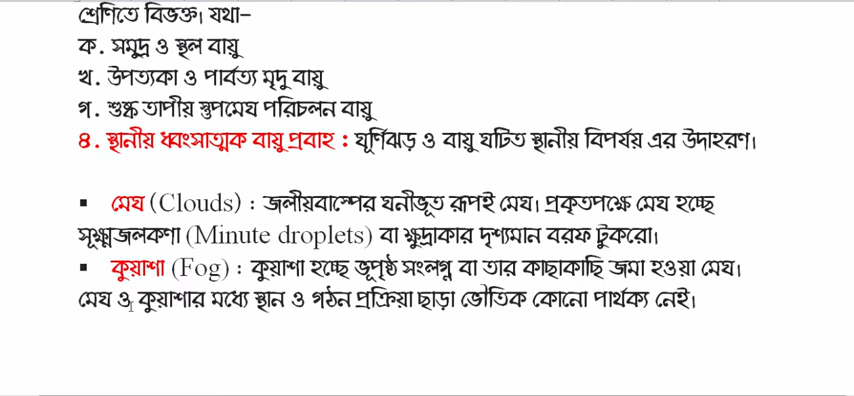 শ্রেণিতে বিভক্ত। যথা–
ক. সমুদ্র ও স্থল বায়ু
খ. উপত্যকা ও পার্বত্য মৃদু বায়ু
গ. শুষ্ক তাপীয় স্তুপমেঘ পরিচলন বায়ু
৪. স্থানীয় ধ্বংসাত্মক বায়ু প্রবাহ : ঘূর্ণিঝড় ও বায়ু ঘটিত স্থানীয় বিপর্যয় এর উদাহরণ।
▪ মেঘ (Clouds) : জলীয়বাস্পের ঘনীভূত রূপই মেঘ। প্রকৃতপক্ষে মেঘ হচ্ছে
সূক্ষ্মজলকণা (Minute droplets) বা ক্ষুদ্রাকার দৃশ্যমান বরফ টুকরো।
▪ কুয়াশা (Fog) : কুয়াশা হচ্ছে ভূপৃষ্ঠ সংলগ্ন বা তার কাছাকাছি জমা হওয়া মেঘ।
মেঘ ও কুয়াশার মধ্যে স্থান ও গঠন প্রক্রিয়া ছাড়া ভৌতিক কোনো পার্থক্য নেই।